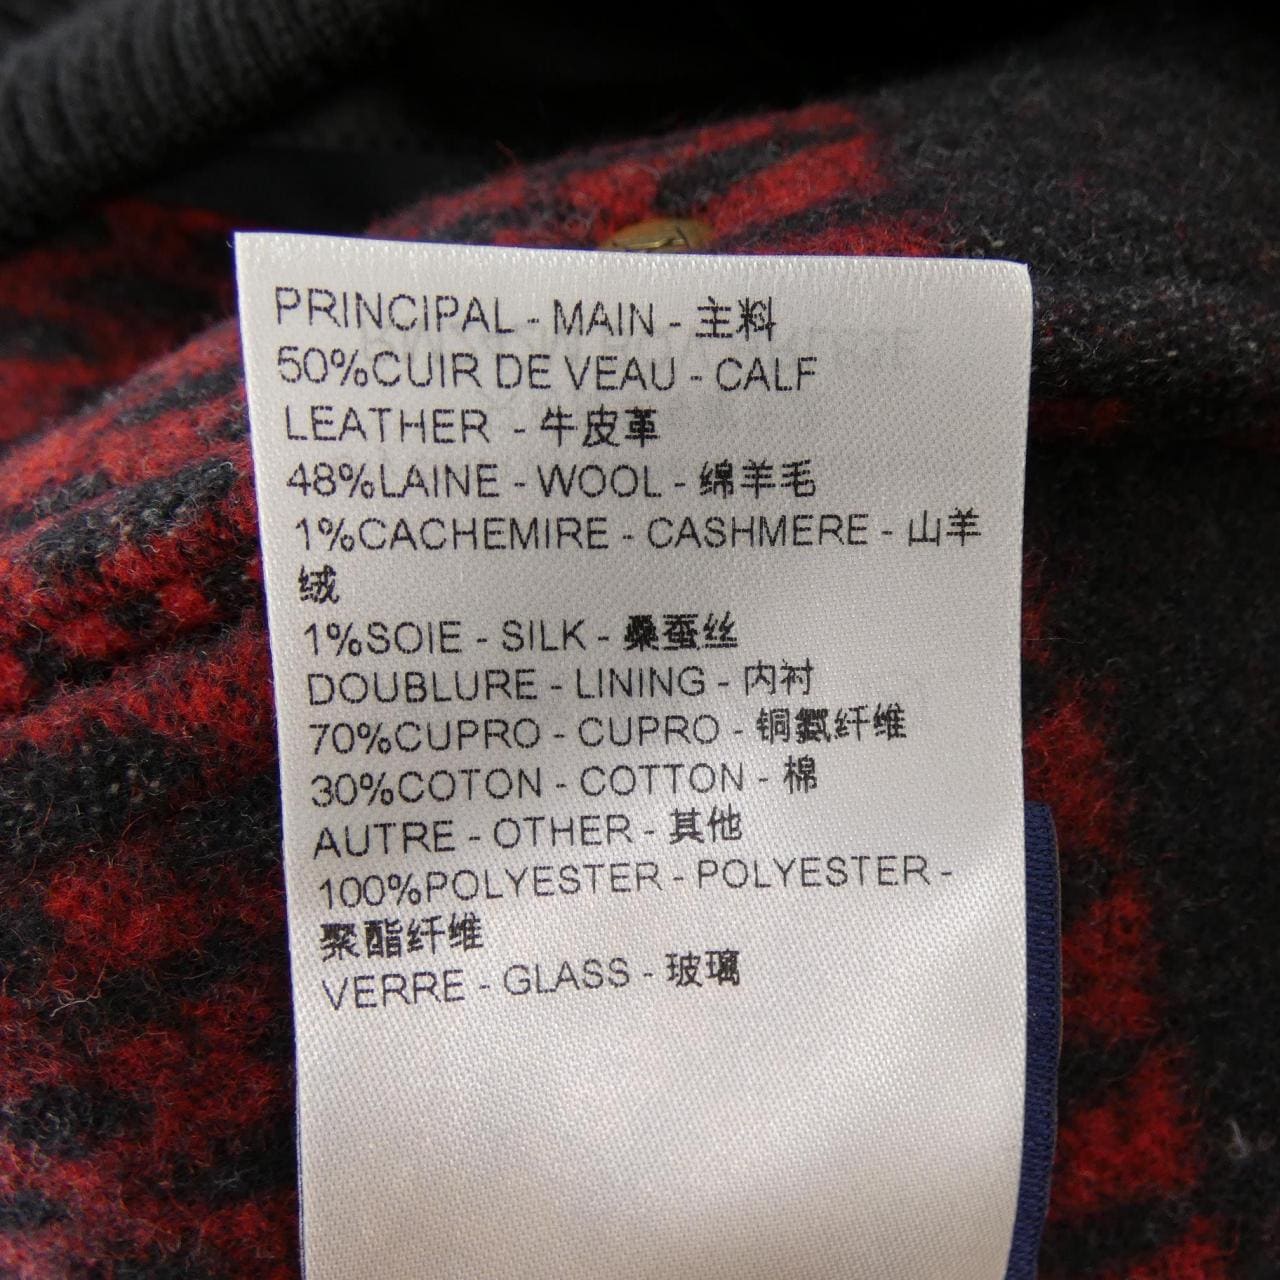 PRINCIPAL - MAIN - 主料
50%CUIR DE VEAU - CALF
LEATHER - 牛皮革
48%LAINE - WOOL - 绵羊毛
1%CACHEMIRE - CASHMERE - 山羊
绒
1%SOIE - SILK - 桑蚕丝
DOUBLURE - LINING - 内衬
70%CUPRO - CUPRO - 铜氨纤维
30%COTON - COTTON - 棉
AUTRE - OTHER - 其他
100%POLYESTER - POLYESTER -
聚酯纤维
VERRE - GLASS - 玻璃